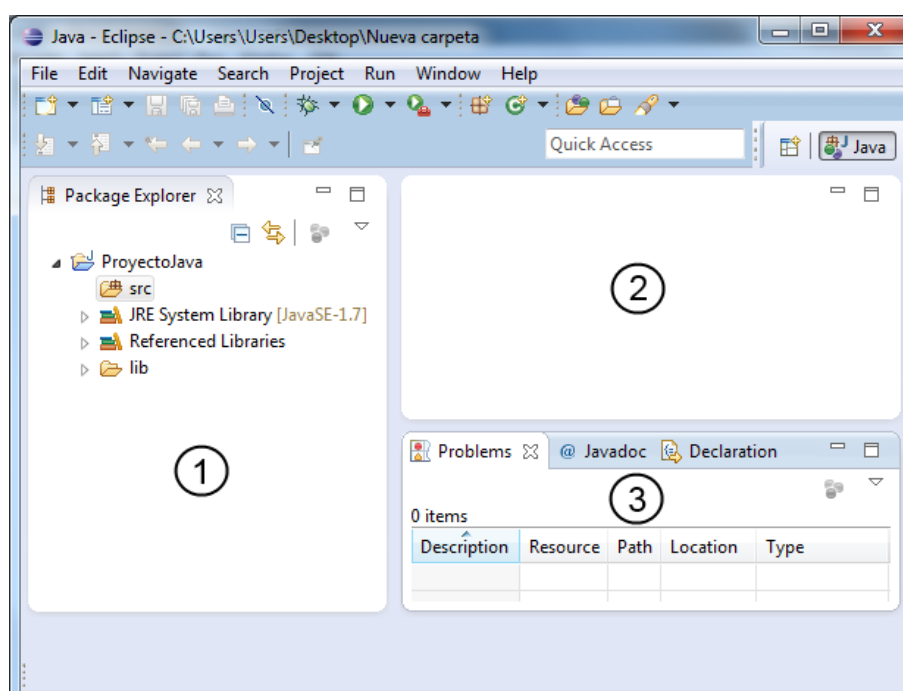 Java - Eclipse - C:\Users\Users\Desktop\Nueva carpeta
File Edit Navigate Search Project Run Window Help
Quick Access
Java
Package Explorer
ProyectoJava
src
JRE System Library [JavaSE-1.7]
Referenced Libraries
lib
1
2
Problems @ Javadoc Declaration
3
0 items
Description Resource Path Location Type